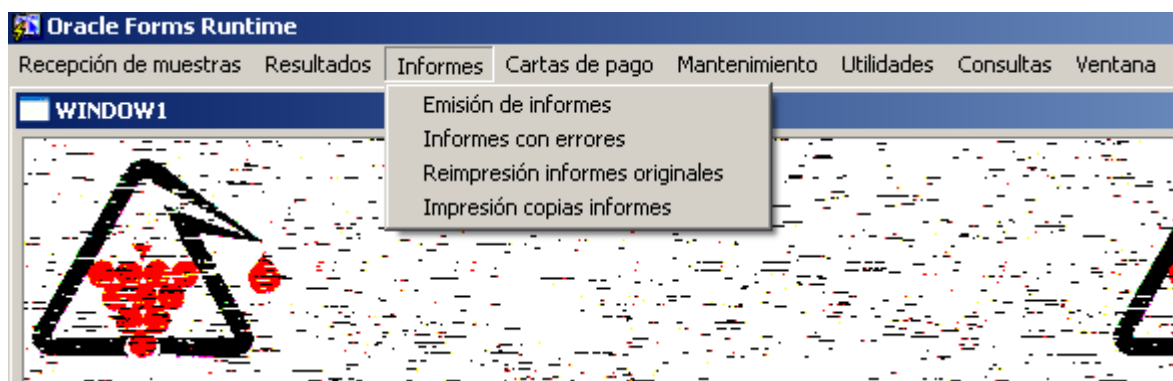 Oracle Forms Runtime
Recepción de muestras Resultados Informes Cartas de pago Mantenimiento Utilidades Consultas Ventana
WINDOW1
Emisión de informes
Informes con errores
Reimpresión informes originales
Impresión copias informes